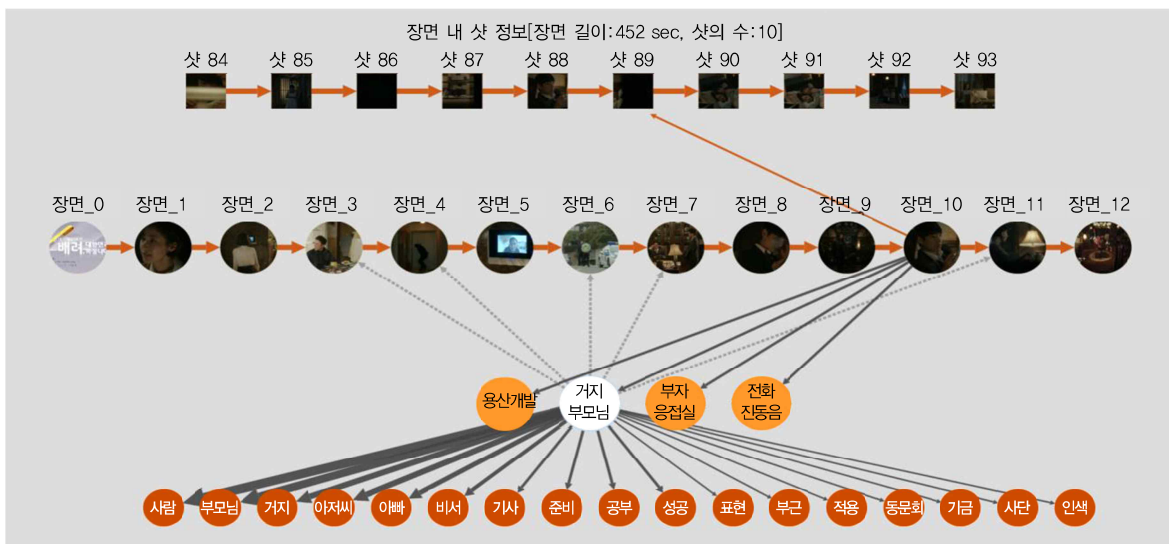 장면 내 샷 정보[장면 길이:452 sec, 샷의 수:10]
샷 84 샷 85 샷 86 샷 87 샷 88 샷 89 샷 90 샷 91 샷 92 샷 93
장면_0 장면_1 장면_2 장면_3 장면_4 장면_5 장면_6 장면_7 장면_8 장면_9 장면_10 장면_11 장면_12
배려
용산개발
거지
부모님
부자
응접실
전화
진동음
사람 부모님 거지 아저씨 아빠 비서 기사 준비 공부 성공 표현 부근 적용 동문회 기금 사단 인색